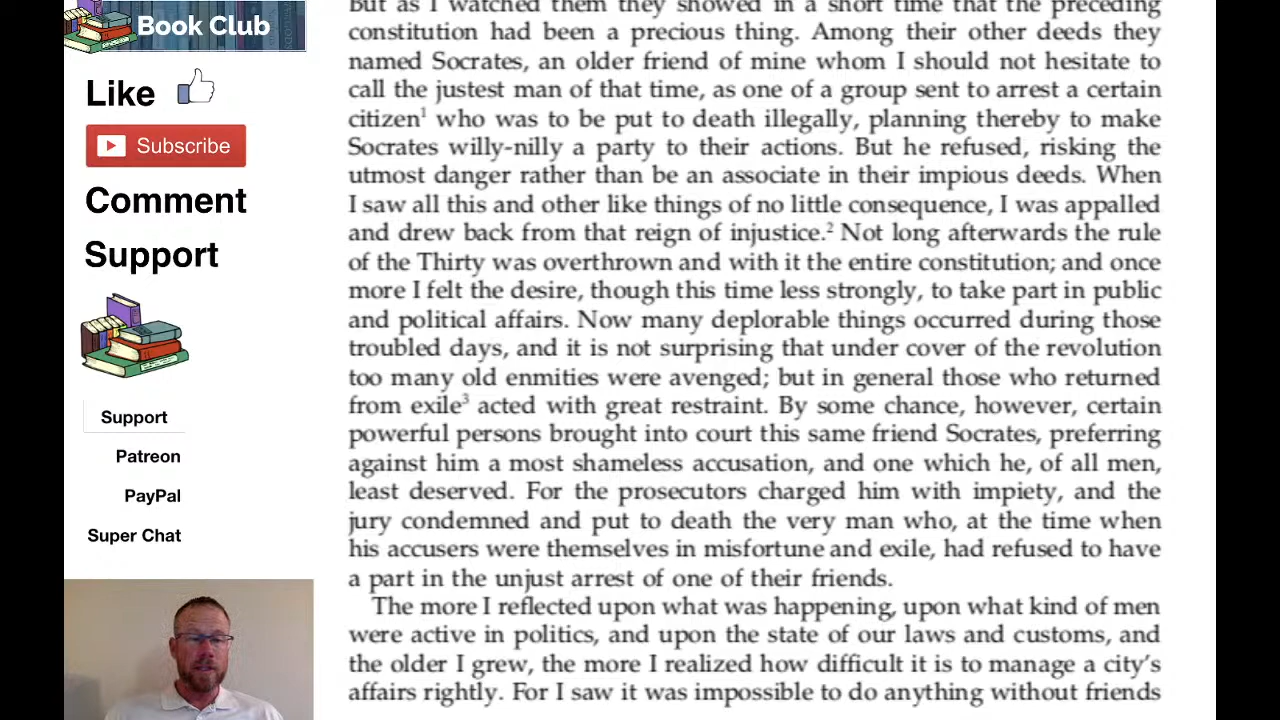 Book Club
Like
Subscribe
Comment
Support
Support
Patreon
PayPal
Super Chat
But as I watched them they showed in a short time that the preceding
constitution had been a precious thing. Among their other deeds they
named Socrates, an older friend of mine whom I should not hesitate to
call the justest man of that time, as one of a group sent to arrest a certain
citizen¹ who was to be put to death illegally, planning thereby to make
Socrates willy-nilly a party to their actions. But he refused, risking the
utmost danger rather than be an associate in their impious deeds. When
I saw all this and other like things of no little consequence, I was appalled
and drew back from that reign of injustice.² Not long afterwards the rule
of the Thirty was overthrown and with it the entire constitution; and once
more I felt the desire, though this time less strongly, to take part in public
and political affairs. Now many deplorable things occurred during those
troubled days, and it is not surprising that under cover of the revolution
too many old enmities were avenged; but in general those who returned
from exile³ acted with great restraint. By some chance, however, certain
powerful persons brought into court this same friend Socrates, preferring
against him a most shameless accusation, and one which he, of all men,
least deserved. For the prosecutors charged him with impiety, and the
jury condemned and put to death the very man who, at the time when
his accusers were themselves in misfortune and exile, had refused to have
a part in the unjust arrest of one of their friends.
The more I reflected upon what was happening, upon what kind of men
were active in politics, and upon the state of our laws and customs, and
the older I grew, the more I realized how difficult it is to manage a city's
affairs rightly. For I saw it was impossible to do anything without friends